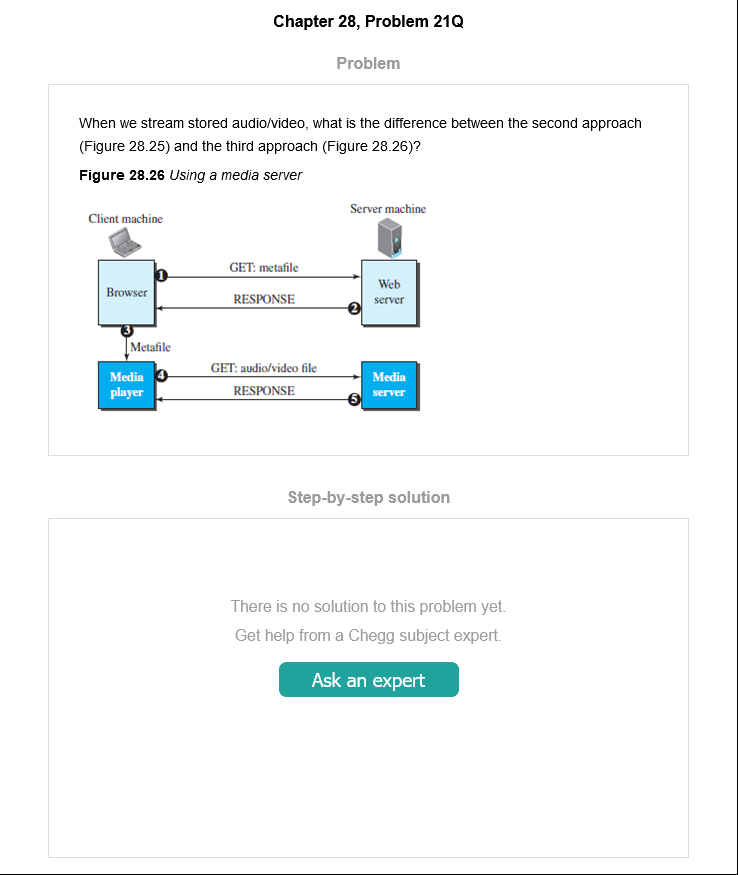 Chapter 28, Problem 21Q
Problem
When we stream stored audio/video, what is the difference between the second approach
(Figure 28.25) and the third approach (Figure 28.26)?
Figure 28.26 Using a media server
Client machine
Server machine
GET: metafile
Browser
RESPONSE
Web
server
1
2
3
Metafile
GET: audio/video file
Media
player
4
RESPONSE
Media
server
5
Step-by-step solution
There is no solution to this problem yet.
Get help from a Chegg subject expert.
Ask an expert